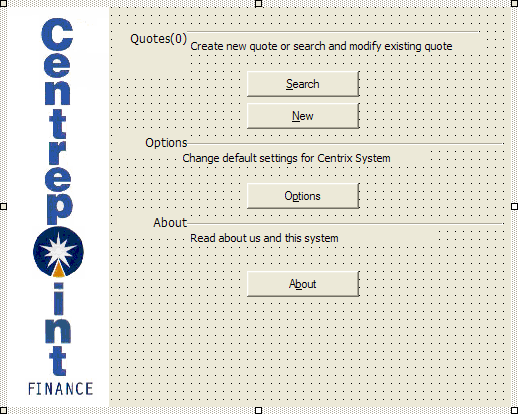 Centrepoint
FINANCE
Quotes(0)
Create new quote or search and modify existing quote
Search
New
Options
Change default settings for Centrix System
Options
About
Read about us and this system
About